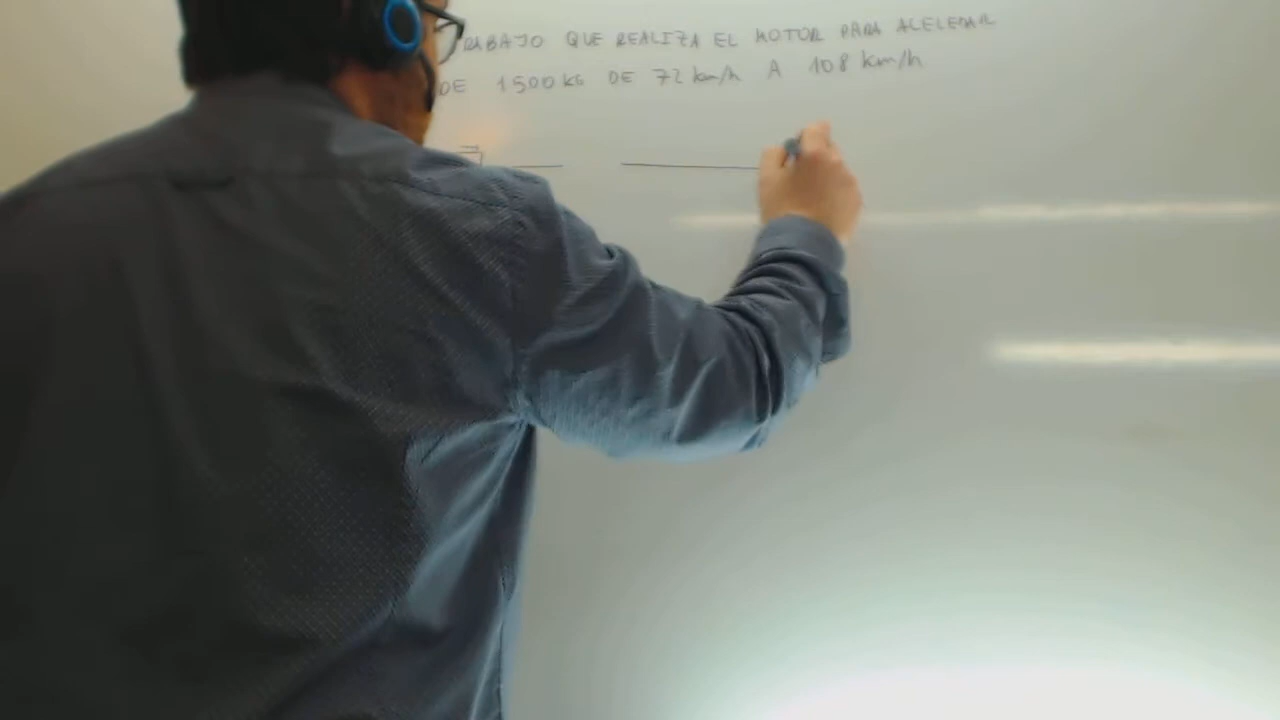 RABAJO QUE REALIZA EL MOTOR PARA ACELERAR
DE 1500 KG DE 72 km/h A 108 km/h